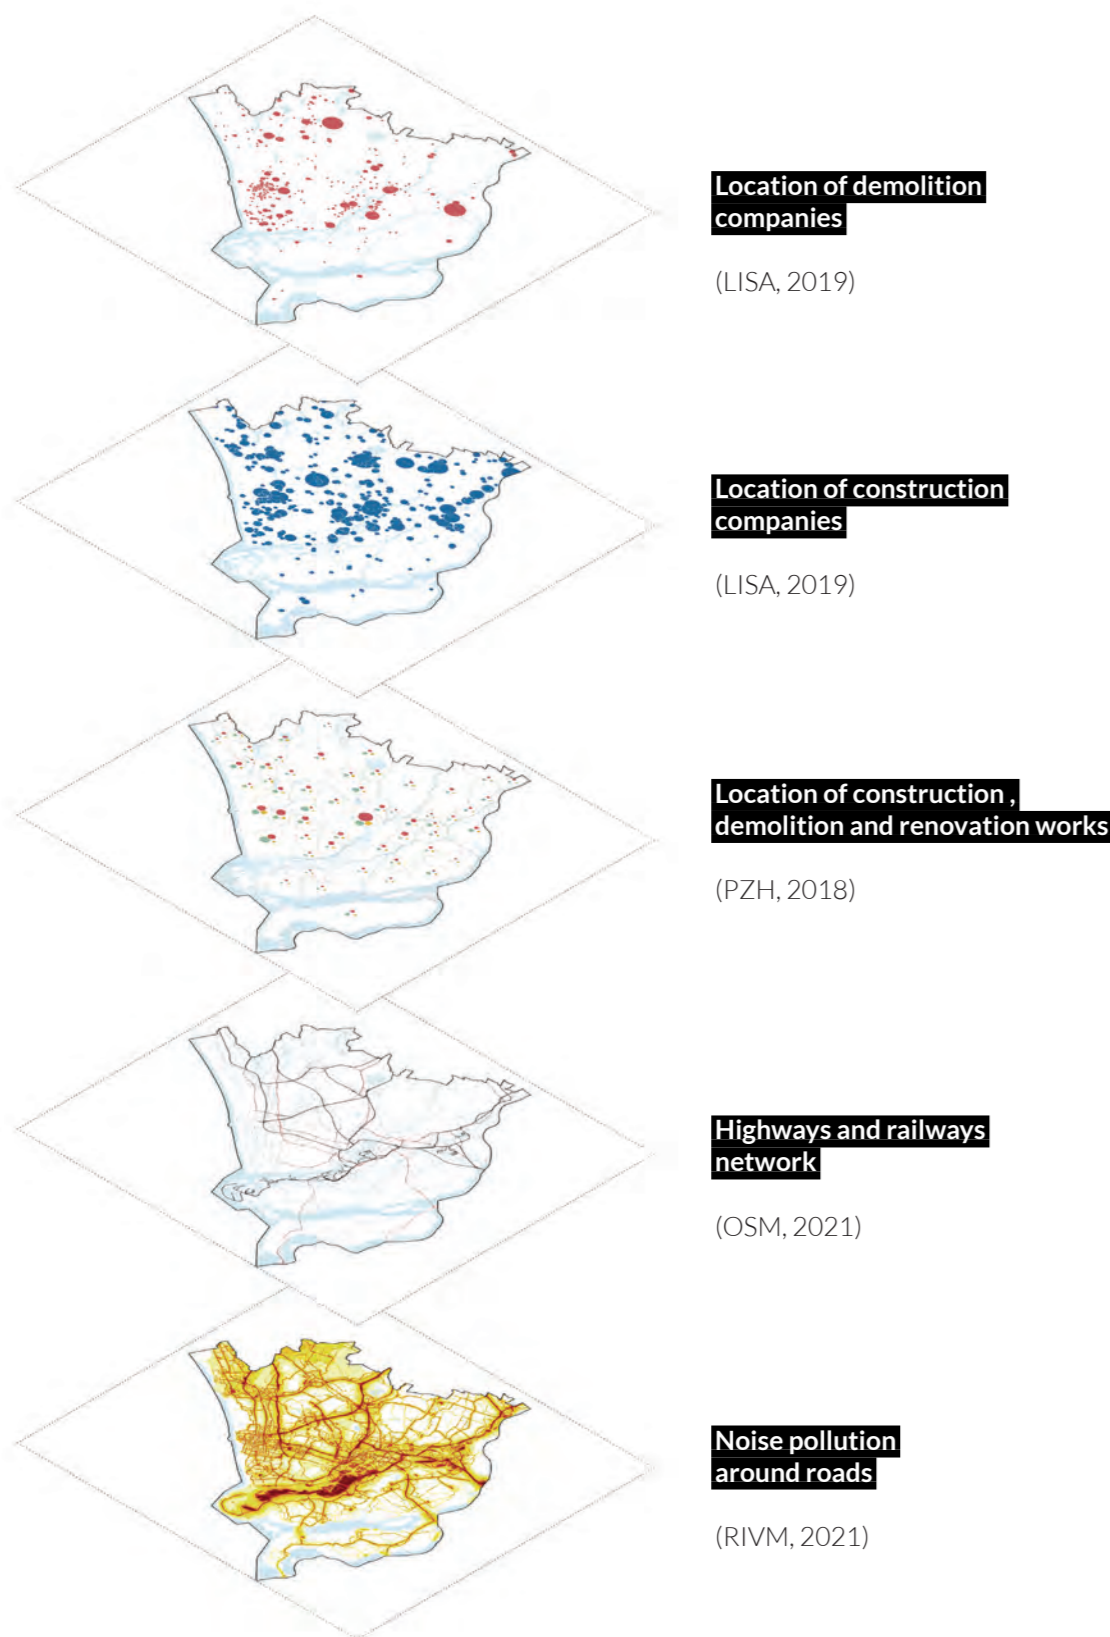 Location of demolition
companies
(LISA, 2019)
Location of construction
companies
(LISA, 2019)
Location of construction ,
demolition and renovation works
(PZH, 2018)
Highways and railways
network
(OSM, 2021)
Noise pollution
around roads
(RIVM, 2021)